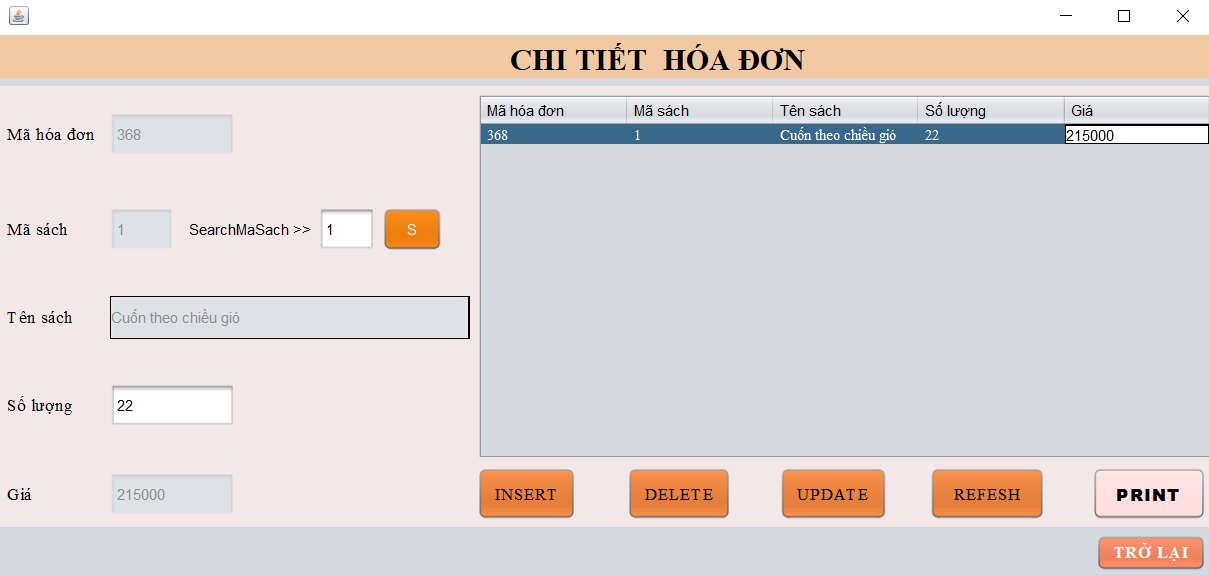 CHI TIẾT HÓA ĐƠN
Mã hóa đơn 368
Mã sách 1 SearchMaSach >> 1 S
Tên sách Cuốn theo chiều gió
Số lượng 22
Giá 215000
Mã hóa đơn Mã sách Tên sách Số lượng Giá
368 1 Cuốn theo chiều gió 22 215000
INSERT DELETE UPDATE REFESH PRINT
TRỞ LẠI